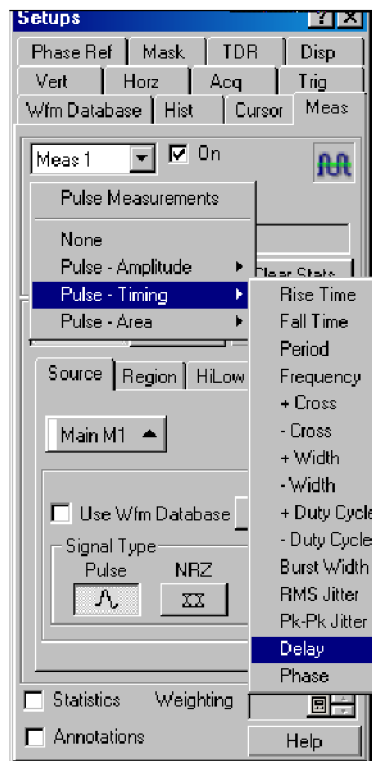 Setups
Phase Ref Mask TDR Disp
Vert Horz Acq Trig
Wfm Database Hist Cursor Meas
Meas 1 On
Pulse Measurements
None
Pulse - Amplitude
Clear Stats
Pulse - Timing
Pulse - Area
Rise Time
Fall Time
Period
Frequency
+ Cross
- Cross
+ Width
- Width
+ Duty Cycle
- Duty Cycle
Burst Width
RMS Jitter
Pk-Pk Jitter
Delay
Phase
Source Region HiLow
Main M1
Use Wfm Database
Signal Type
Pulse NRZ
Statistics Weighting
Annotations Help